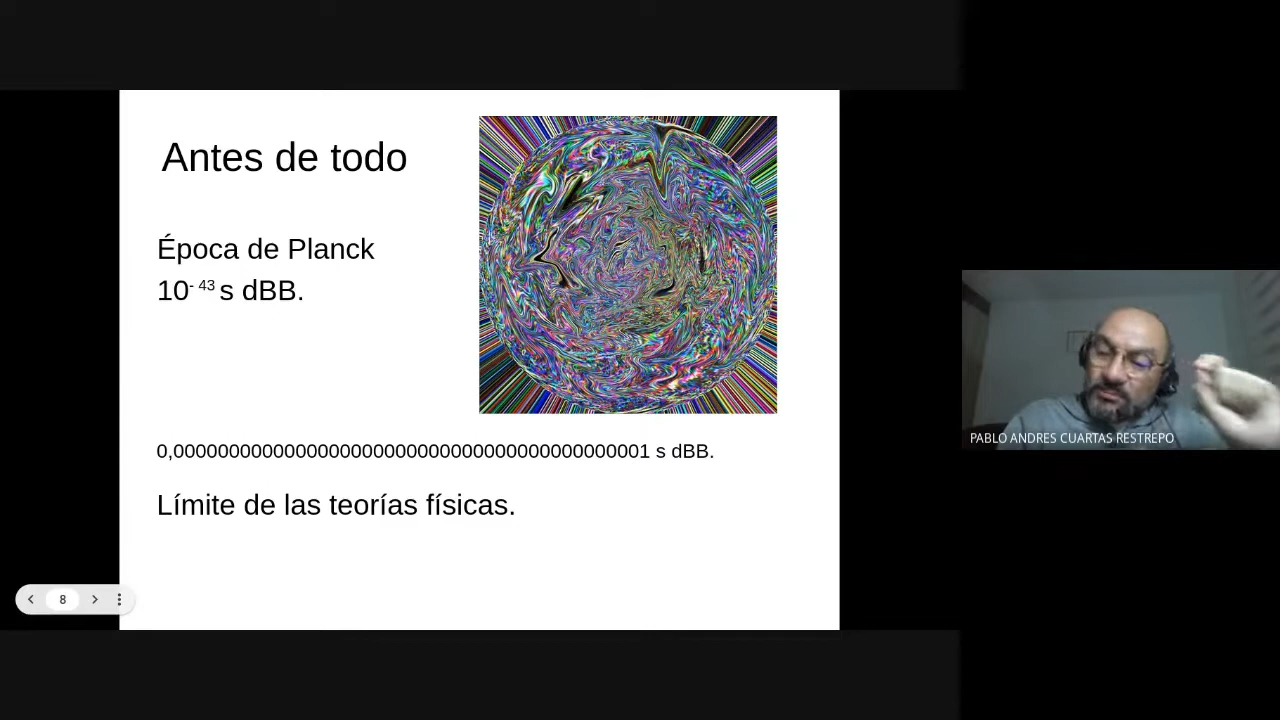 Antes de todo
Época de Planck
10- 43 s dBB.
0,0000000000000000000000000000000000000000001 s dBB.
Límite de las teorías físicas.
8
PABLO ANDRES CUARTAS RESTREPO